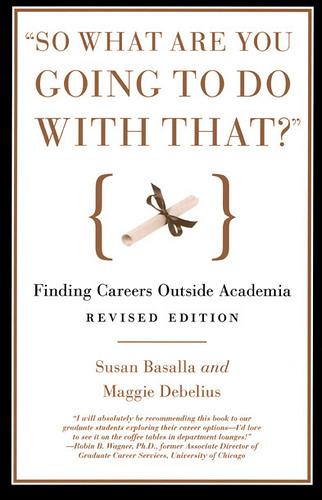 "SO WHAT ARE YOU
GOING TO DO
WITH THAT?"
Finding Careers Outside Academia
REVISED EDITION
Susan Basalla and
Maggie Debelius
"I will absolutely be recommending this book to our
graduate students exploring their career options—I'd love
to see it on the coffee tables in department lounges!"
—Robin B. Wagner, Ph.D., former Associate Director of
Graduate Career Services, University of Chicago